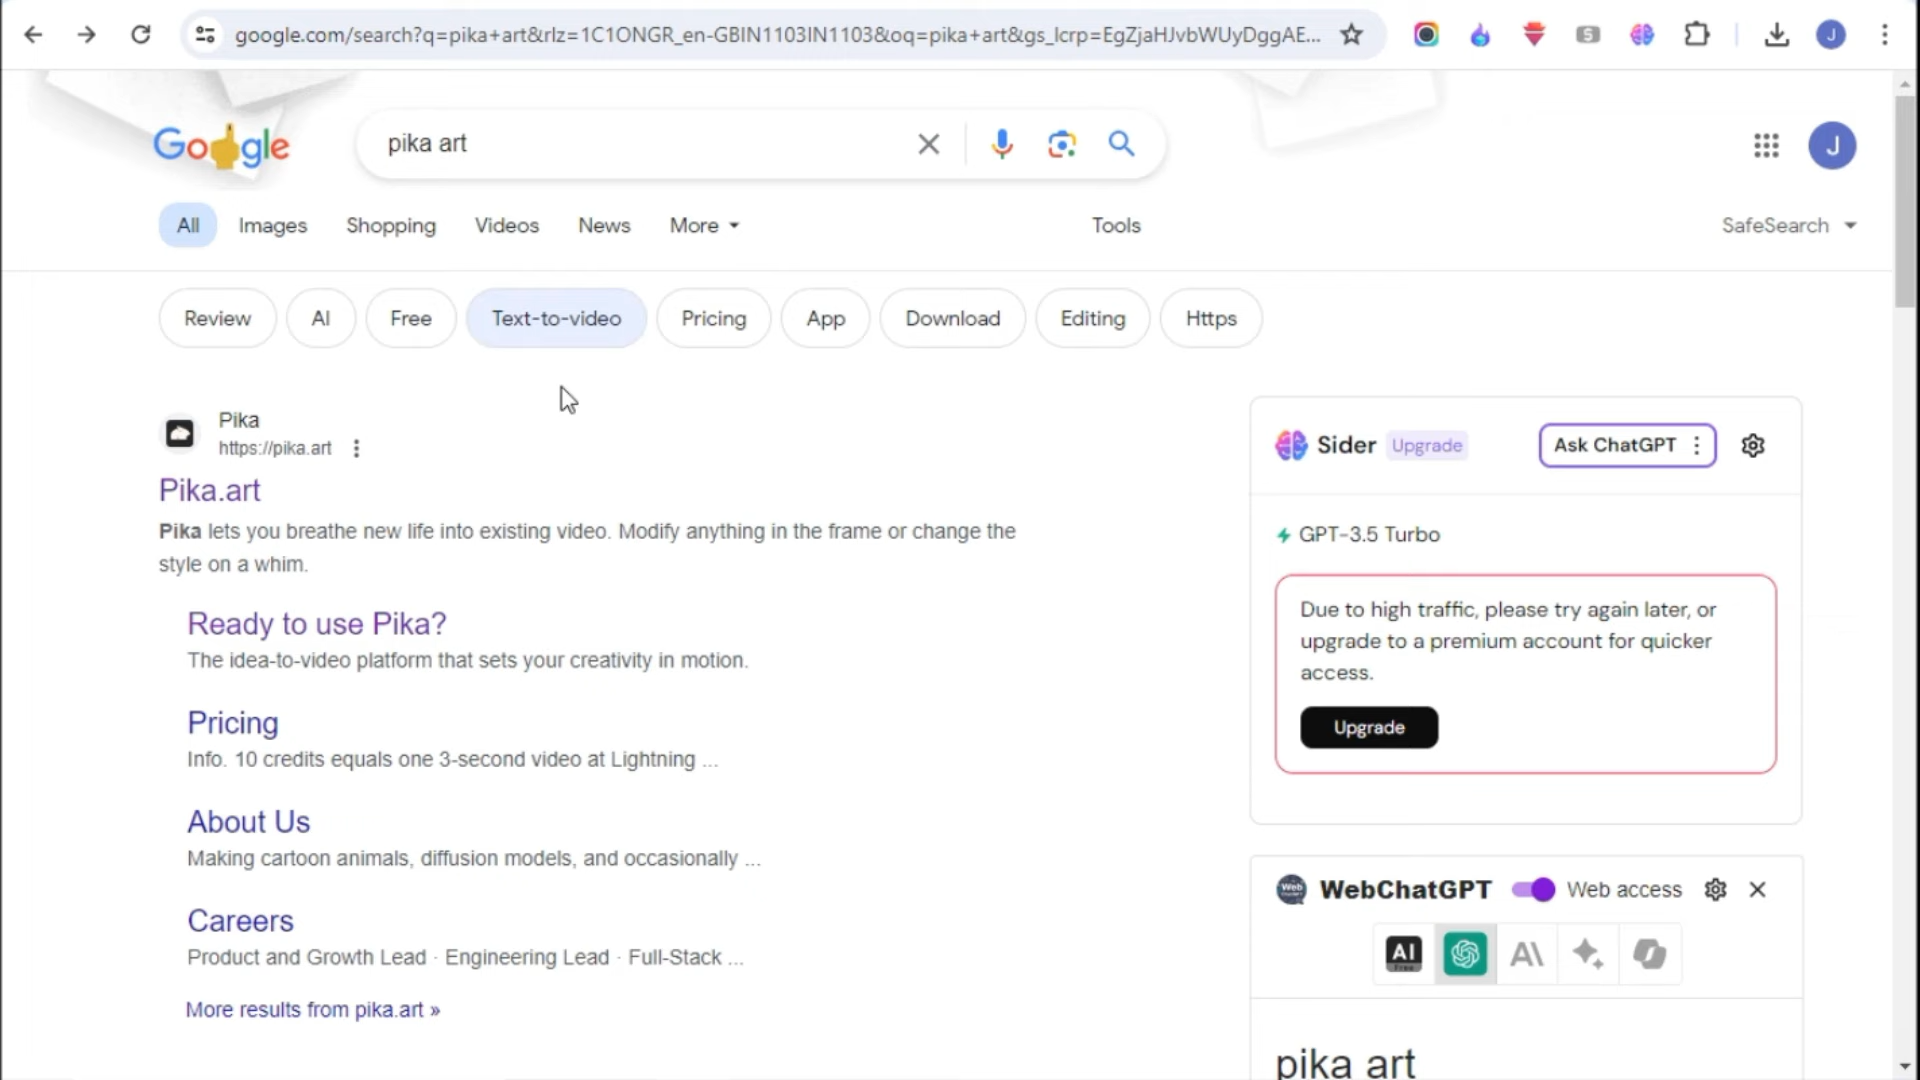 google.com/search?q=pika+art&rlz=1C1ONGR_en-GBIN1103IN1103&oq=pika+art&gs_lcrp=EgZjaHJvbWUyDggAE...
S
J
Google
pika art
J
All
Images
Shopping
Videos
News
More
Tools
SafeSearch
Review
AI
Free
Text-to-video
Pricing
App
Download
Editing
Https
Pika
https://pika.art
Pika.art
Pika lets you breathe new life into existing video. Modify anything in the frame or change the
style on a whim.
Ready to use Pika?
The idea-to-video platform that sets your creativity in motion.
Pricing
Info. 10 credits equals one 3-second video at Lightning ...
About Us
Making cartoon animals, diffusion models, and occasionally ...
Careers
Product and Growth Lead · Engineering Lead · Full-Stack ...
More results from pika.art »
Sider
Upgrade
Ask ChatGPT
GPT-3.5 Turbo
Due to high traffic, please try again later, or
upgrade to a premium account for quicker
access.
Upgrade
WebChatGPT
Web access
AI
Free
A\
pika art